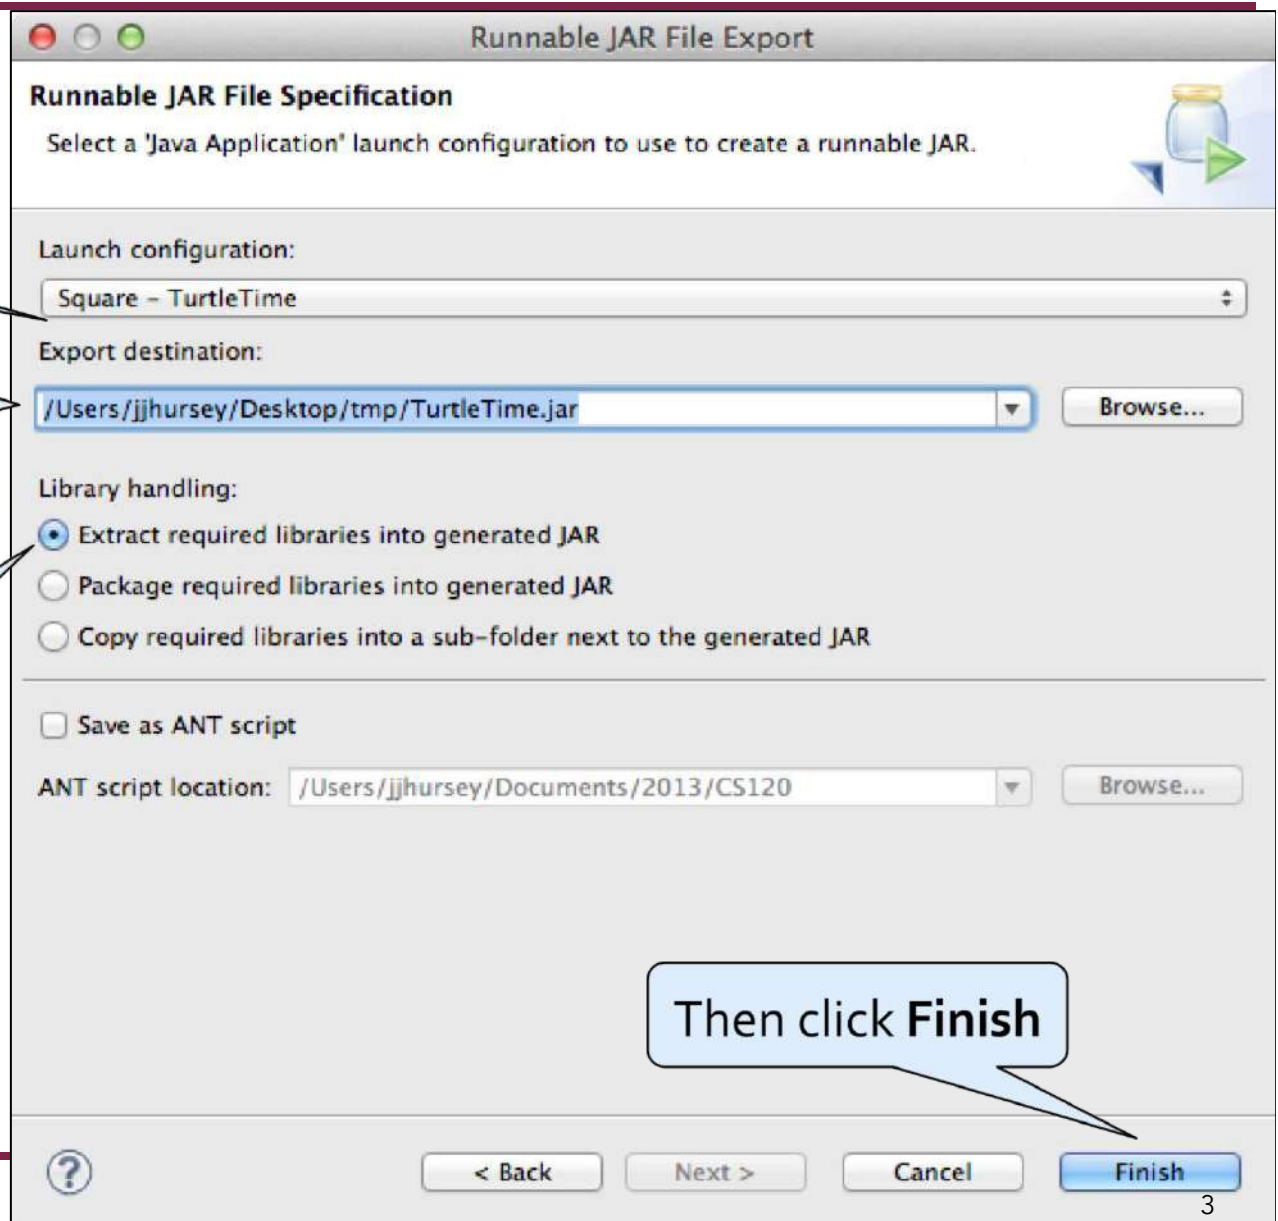 Runnable JAR File Export
Runnable JAR File Specification
Select a 'Java Application' launch configuration to use to create a runnable JAR.
Launch configuration:
Square – TurtleTime
Export destination:
/Users/jjhursey/Desktop/tmp/TurtleTime.jar
Browse...
Library handling:
Extract required libraries into generated JAR
Package required libraries into generated JAR
Copy required libraries into a sub-folder next to the generated JAR
Save as ANT script
ANT script location: /Users/jjhursey/Documents/2013/CS120 Browse...
Then click Finish
? < Back Next > Cancel Finish
3